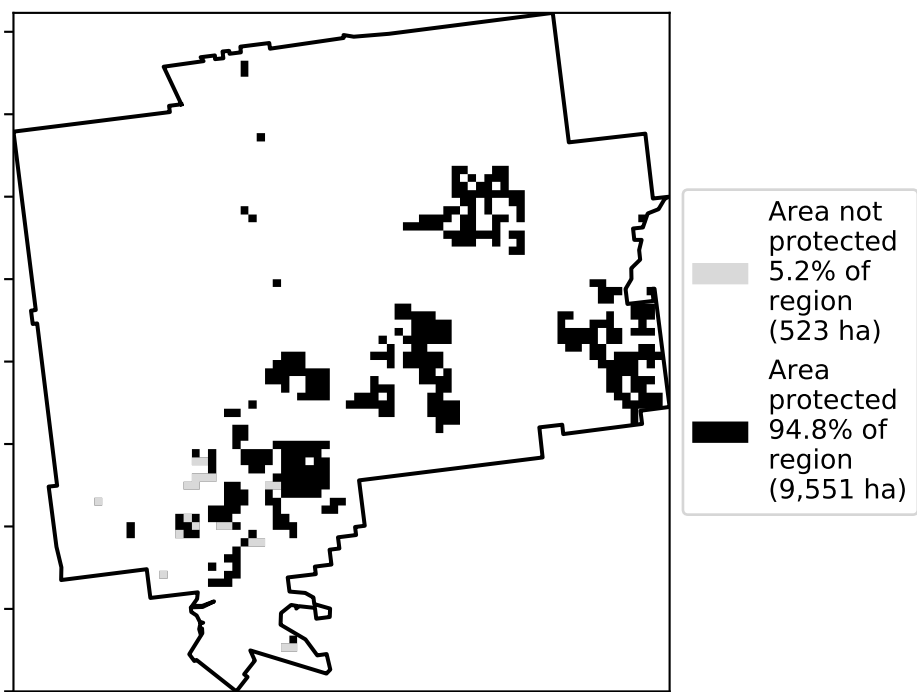 Area not
protected
5.2% of
region
(523 ha)
Area
protected
94.8% of
region
(9,551 ha)